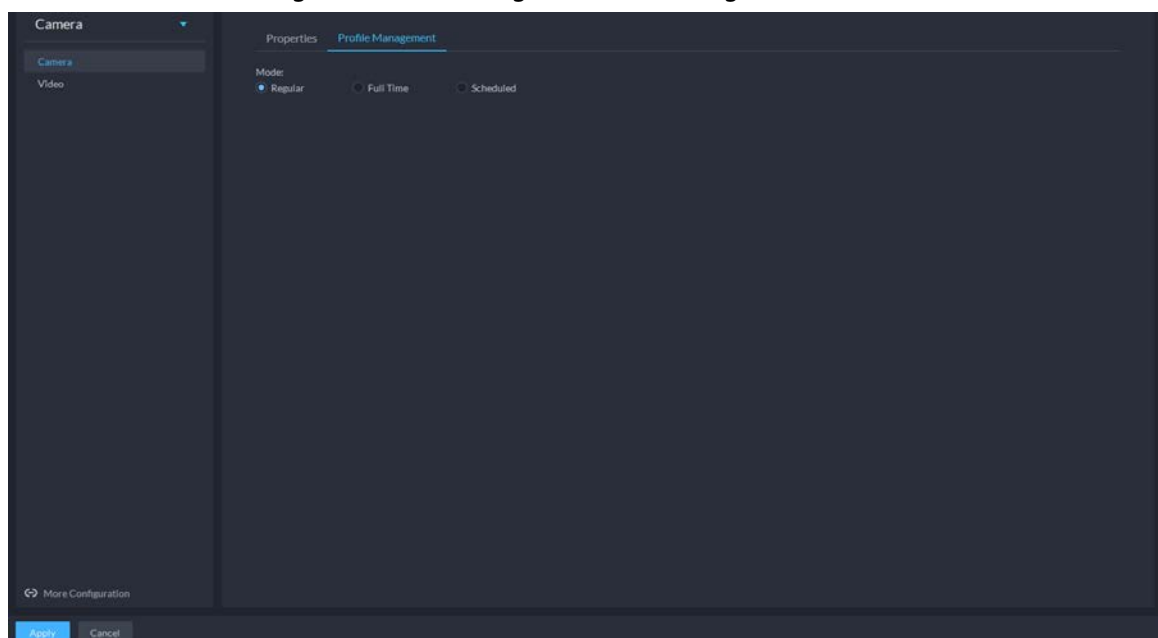 Camera
Camera
Video
Properties Profile Management
Mode:
Regular Full Time Scheduled
More Configuration
Apply Cancel